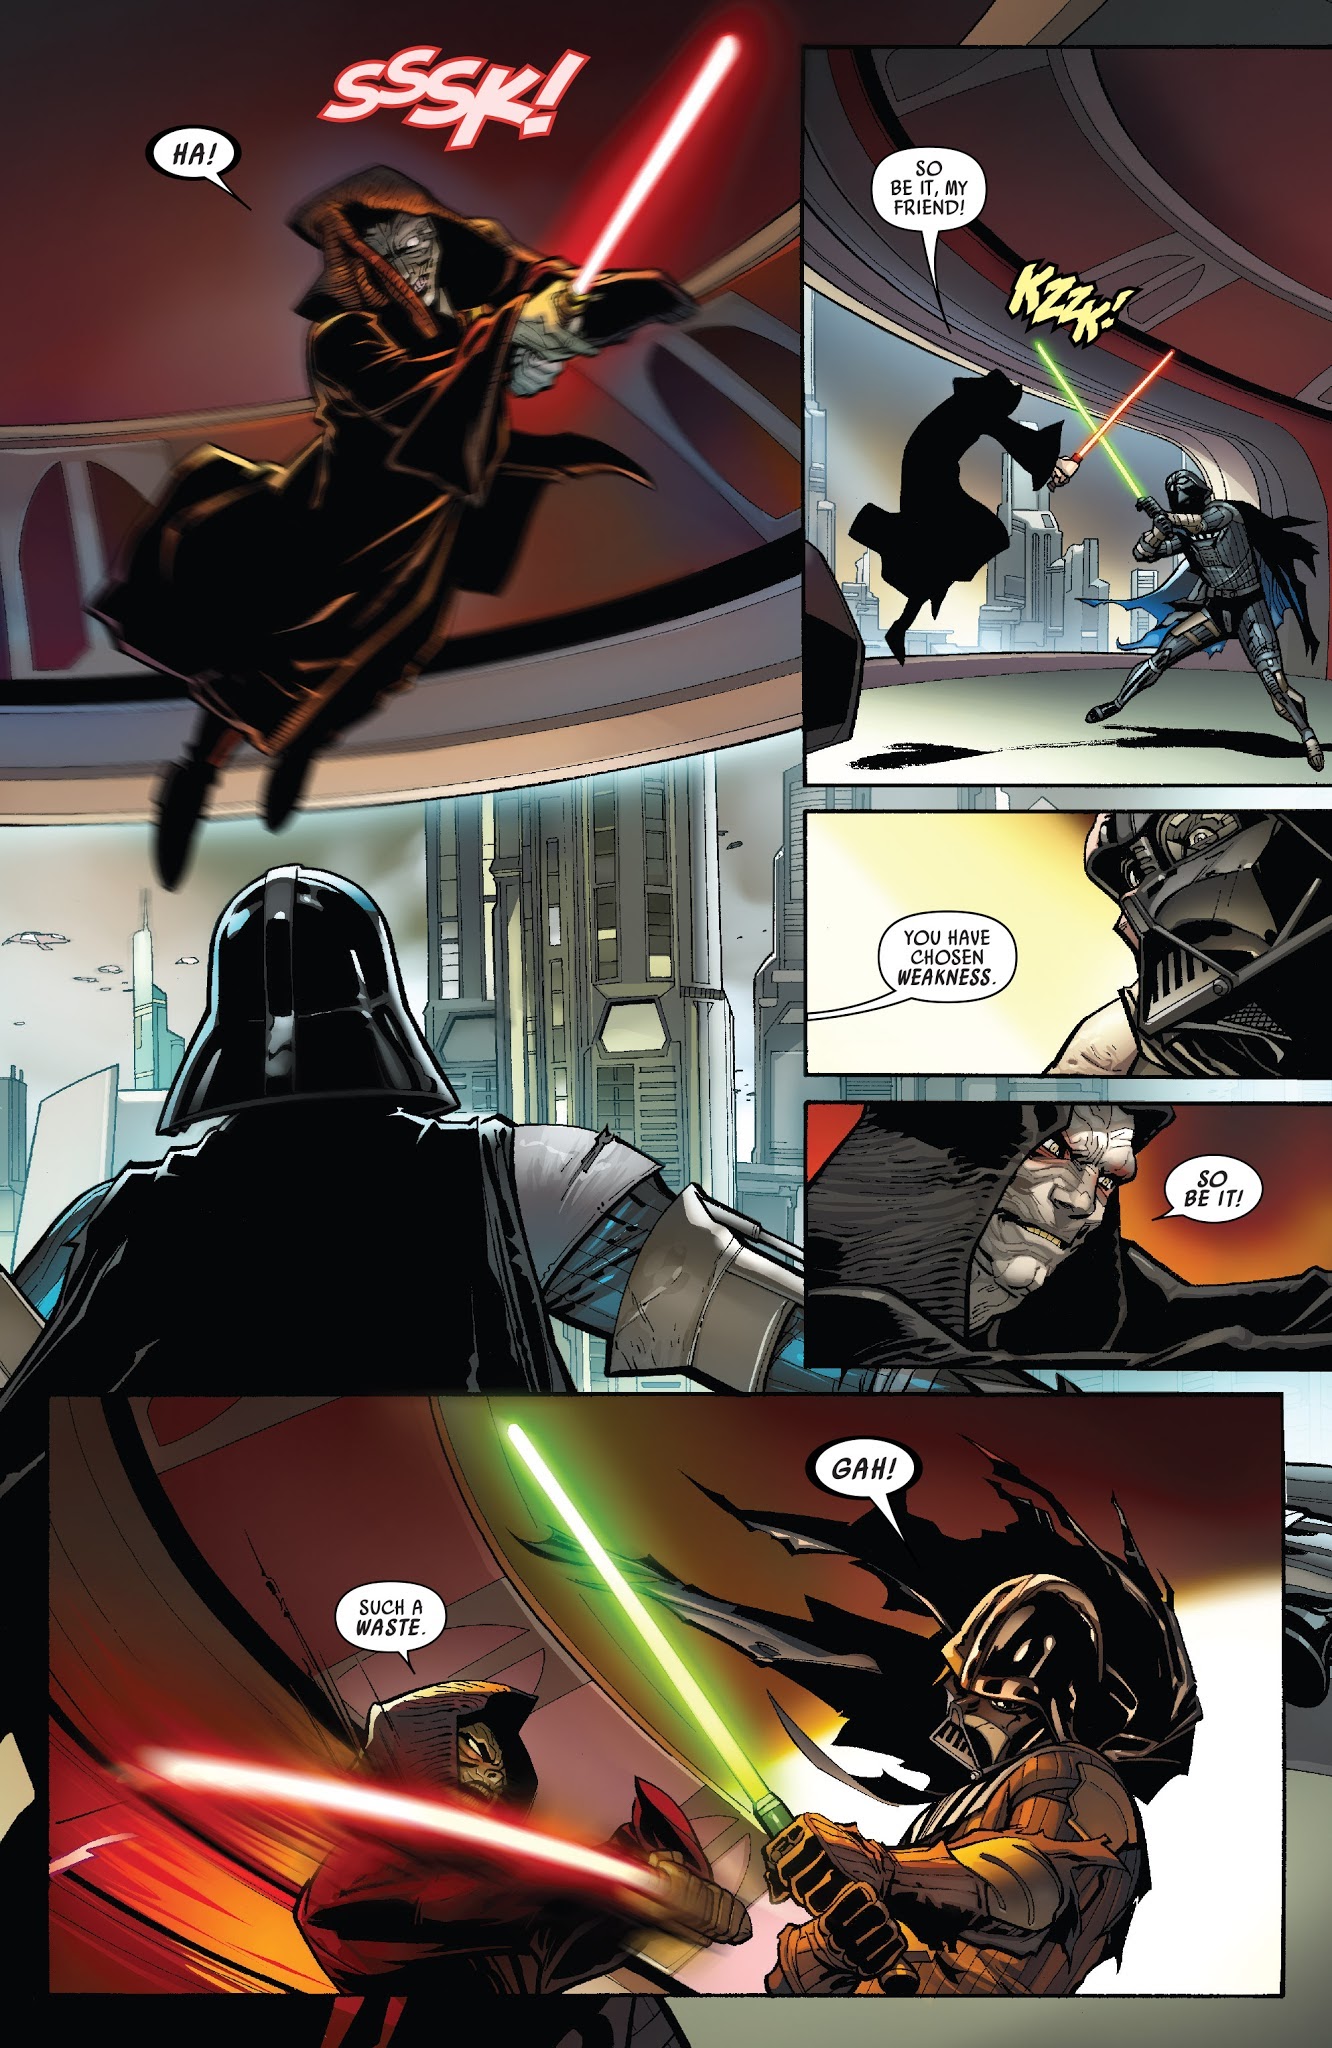 SSSK!
HA!
SO
BE IT, MY
FRIEND!
KZZK!
YOU HAVE
CHOSEN
WEAKNESS.
SO
BE IT!
GAH!
SUCH A
WASTE.